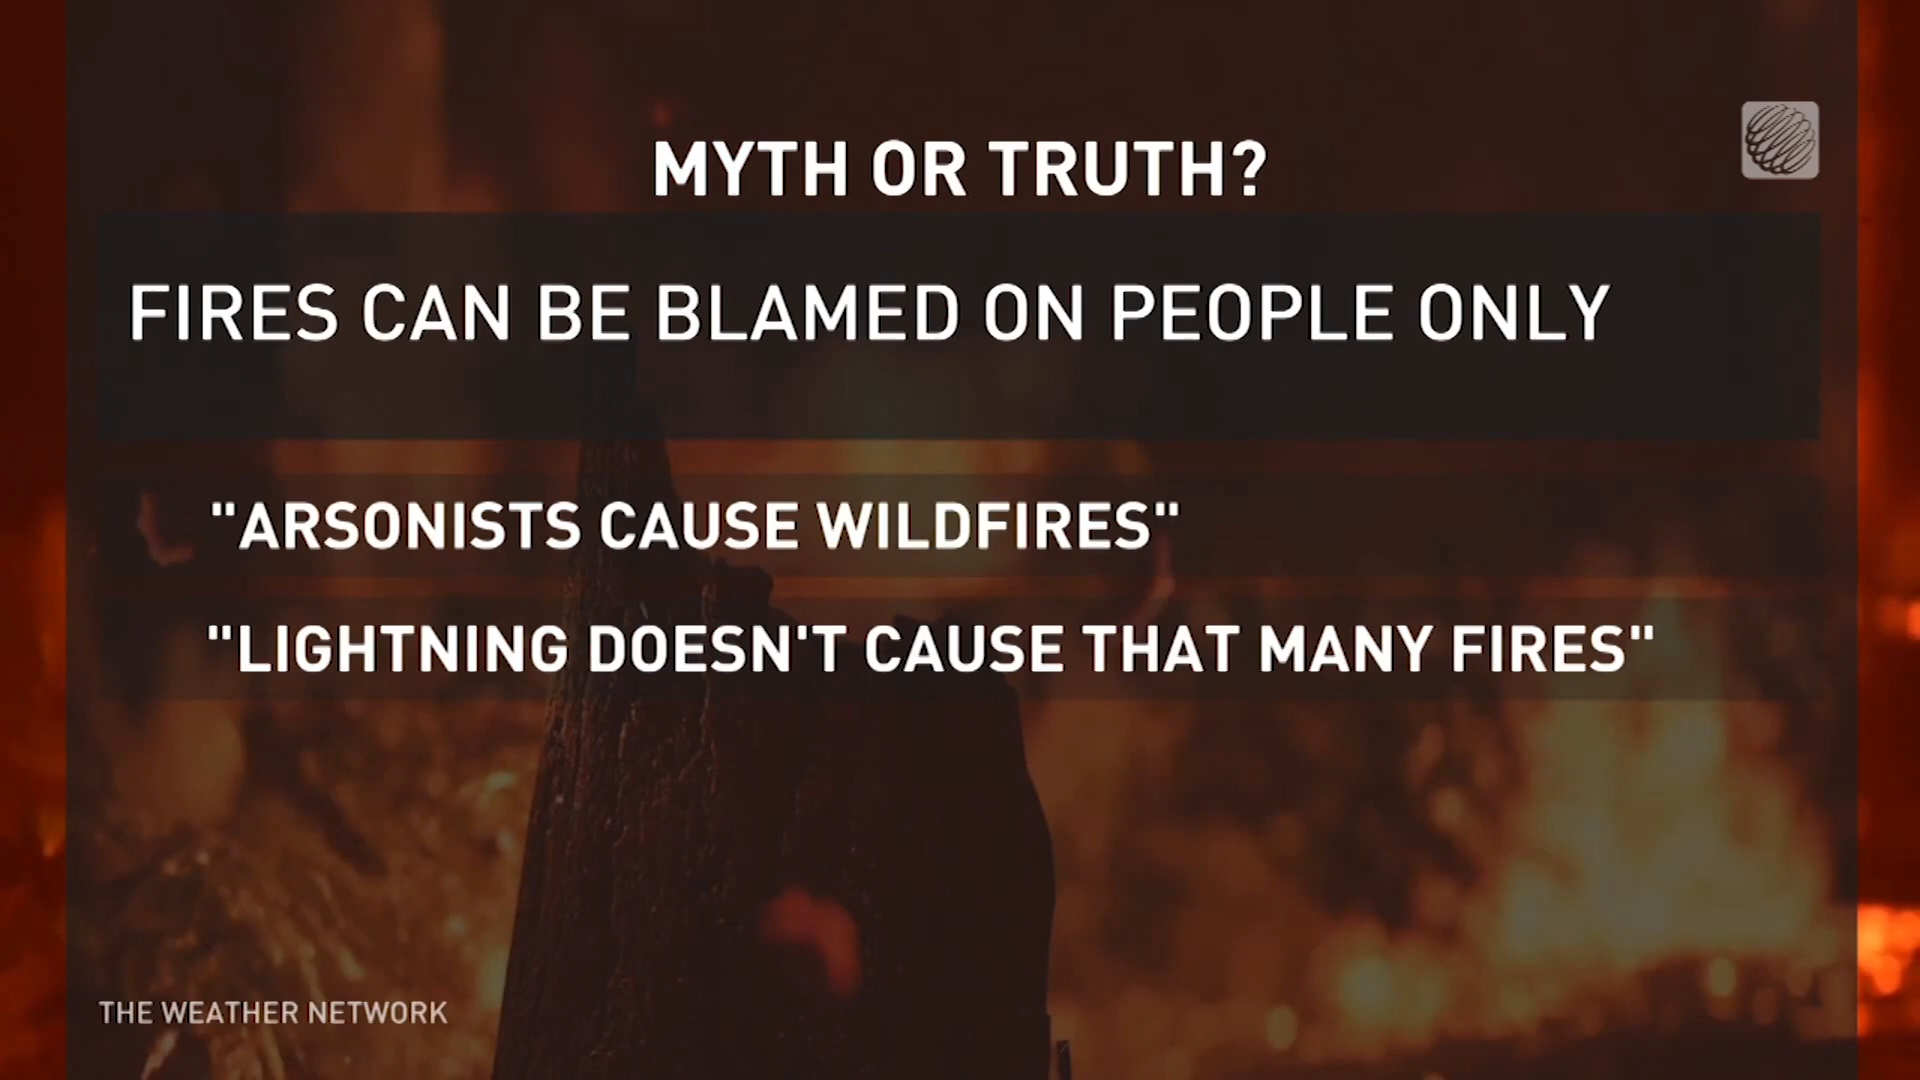 MYTH OR TRUTH?
FIRES CAN BE BLAMED ON PEOPLE ONLY
"ARSONISTS CAUSE WILDFIRES"
"LIGHTNING DOESN'T CAUSE THAT MANY FIRES"
THE WEATHER NETWORK